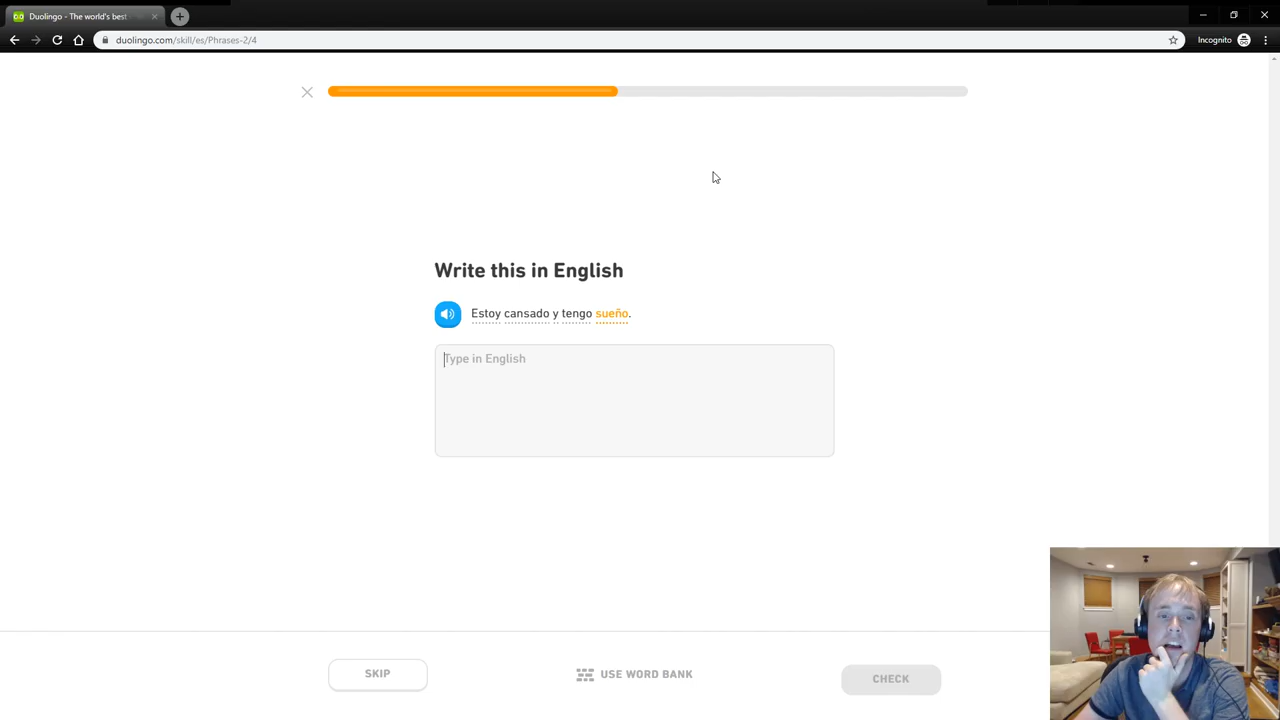 Duolingo - The world's best
duolingo.com/skill/es/Phrases-2/4
Incognito
Write this in English
Estoy cansado y tengo sueño.
Type in English
SKIP
USE WORD BANK
CHECK